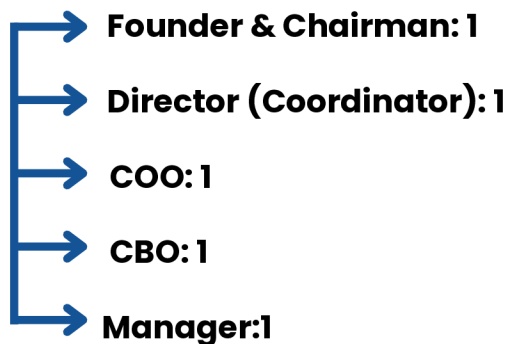 Founder & Chairman: 1
Director (Coordinator): 1
COO: 1
CBO: 1
Manager:1